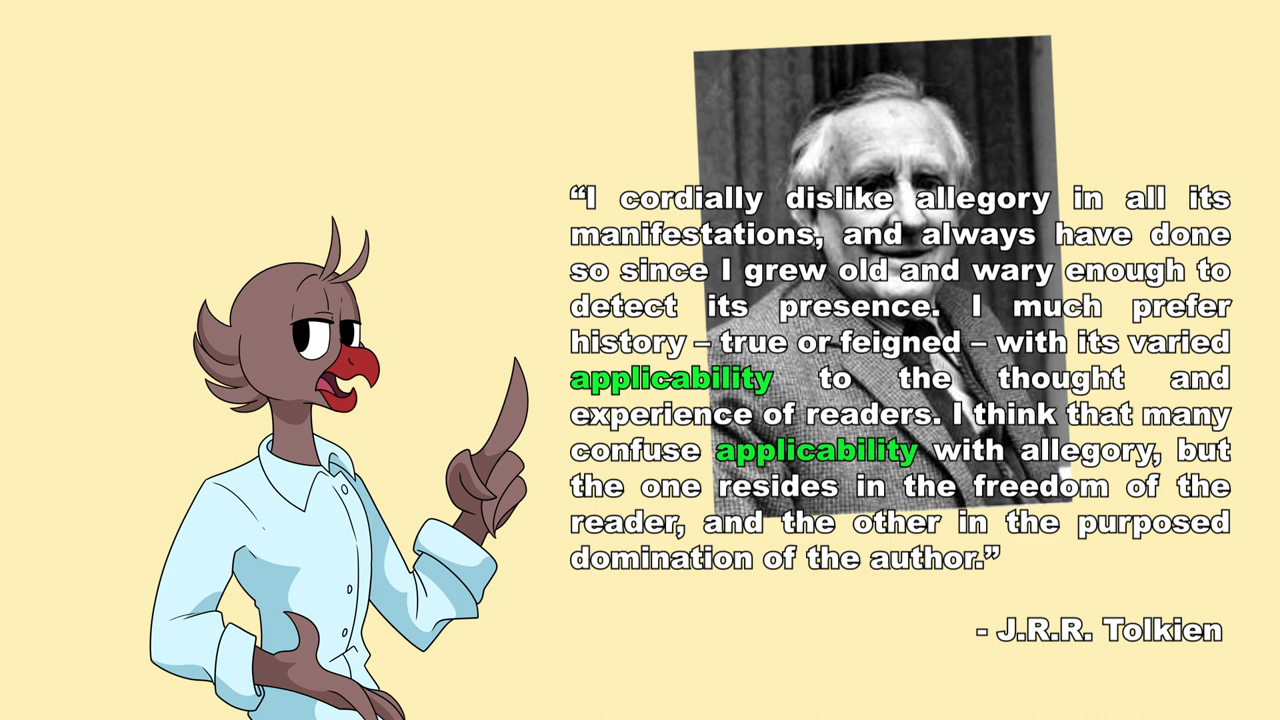 “I cordially dislike allegory in all its
manifestations, and always have done
so since I grew old and wary enough to
detect its presence. I much prefer
history – true or feigned – with its varied
applicability to the thought and
experience of readers. I think that many
confuse applicability with allegory, but
the one resides in the freedom of the
reader, and the other in the purposed
domination of the author.”
- J.R.R. Tolkien